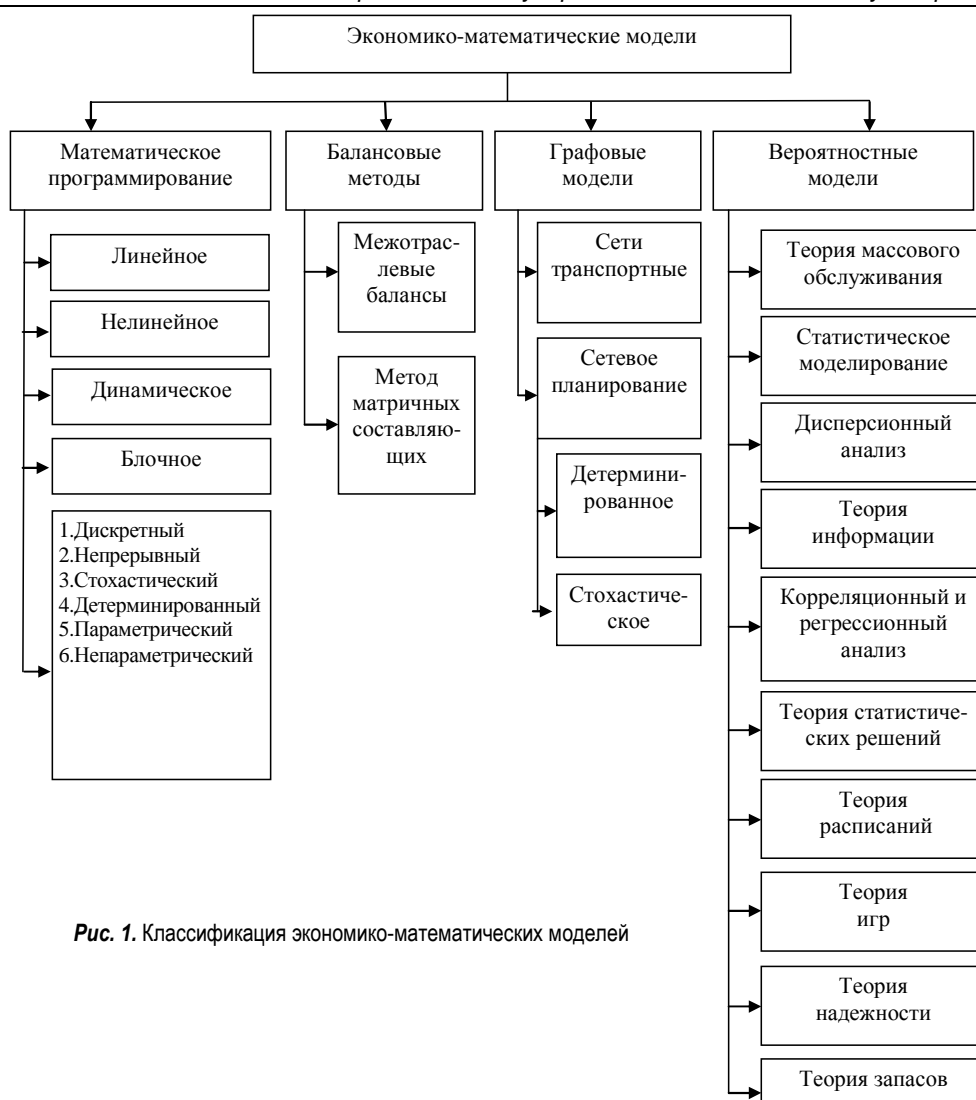 Экономико-математические модели
Математическое
программирование
Линейное
Нелинейное
Динамическое
Блочное
1.Дискретный
2.Непрерывный
3.Стохастический
4.Детерминированный
5.Параметрический
6.Непараметрический
Балансовые
методы
Межотрас-
левые
балансы
Метод
матричных
составляю-
щих
Графовые
модели
Сети
транспортные
Сетевое
планирование
Детермини-
рованное
Стохастиче-
ское
Вероятностные
модели
Теория массового
обслуживания
Статистическое
моделирование
Дисперсионный
анализ
Теория
информации
Корреляционный и
регрессионный
анализ
Теория статистиче-
ских решений
Теория
расписаний
Теория
игр
Теория
надежности
Теория запасов
Рис. 1. Классификация экономико-математических моделей